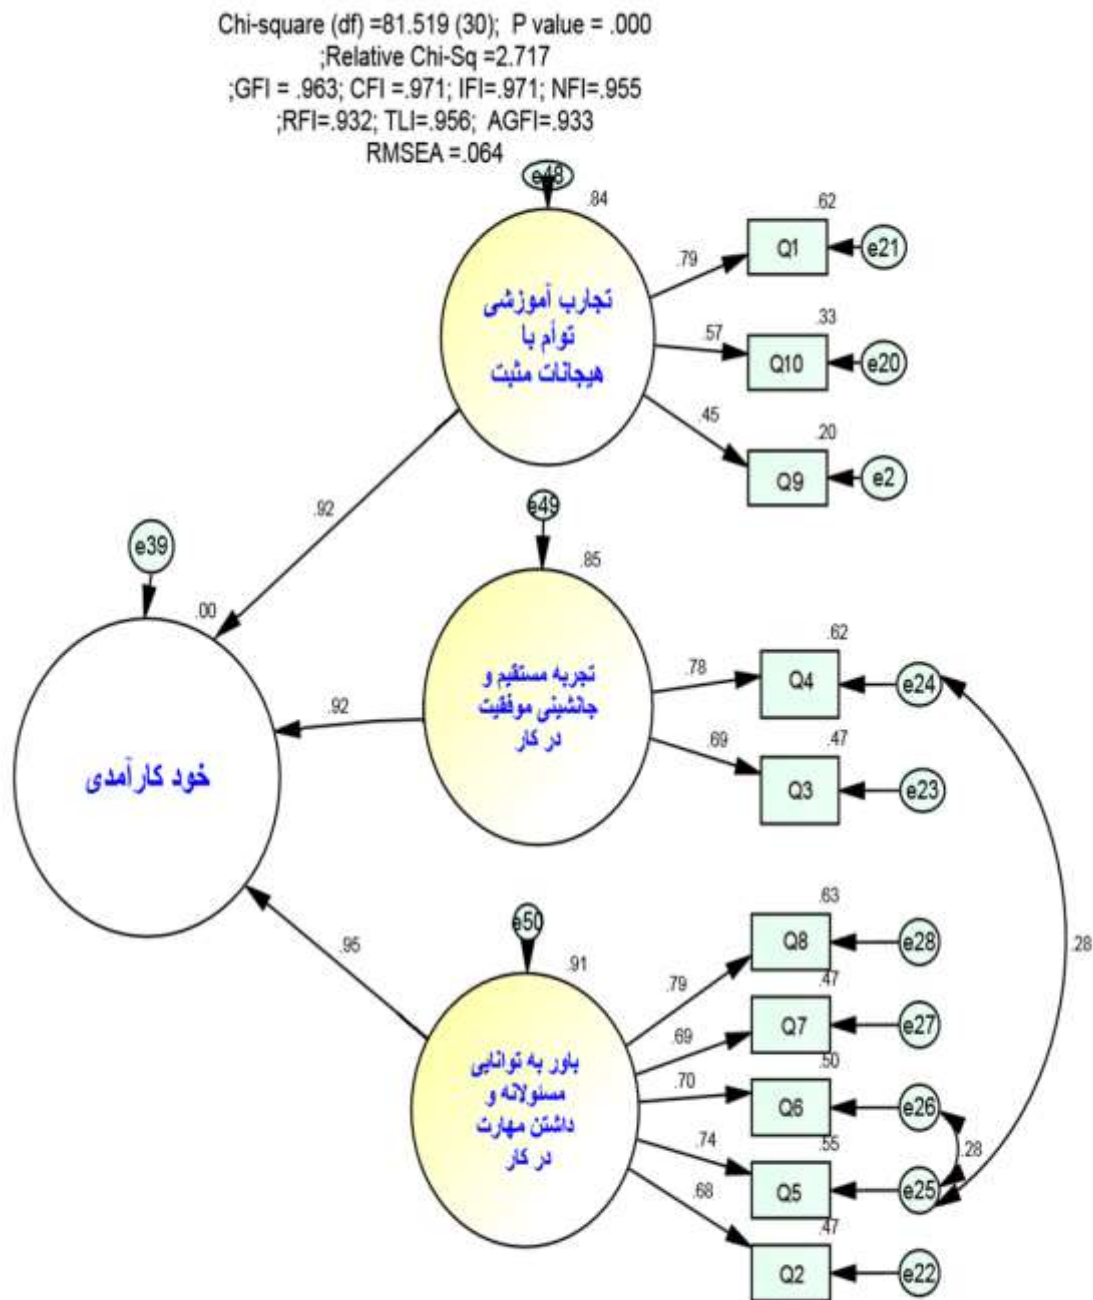 Chi-square (df) =81.519 (30); P value = .000
;Relative Chi-Sq =2.717
;GFI = .963; CFI =.971; IFI=.971; NFI=.955
;RFI=.932; TLI=.956; AGFI=.933
RMSEA =.064
e48
.84
تجارب آموزشی
توأم با
هیجانات مثبت
.79
.62
Q1
e21
.57
.33
Q10
e20
.45
.20
Q9
e2
.92
e39
.00
خود کارآمدی
e49
.85
تجربه مستقیم و
جانشینی موفقیت
در کار
.92
.78
.62
Q4
e24
.69
.47
Q3
e23
.28
e50
.91
باور به توانایی
مسئولانه و
داشتن مهارت
در کار
.95
.79
.63
Q8
e28
.69
.47
Q7
e27
.70
.50
Q6
e26
.28
.74
.55
Q5
e25
.68
.47
Q2
e22